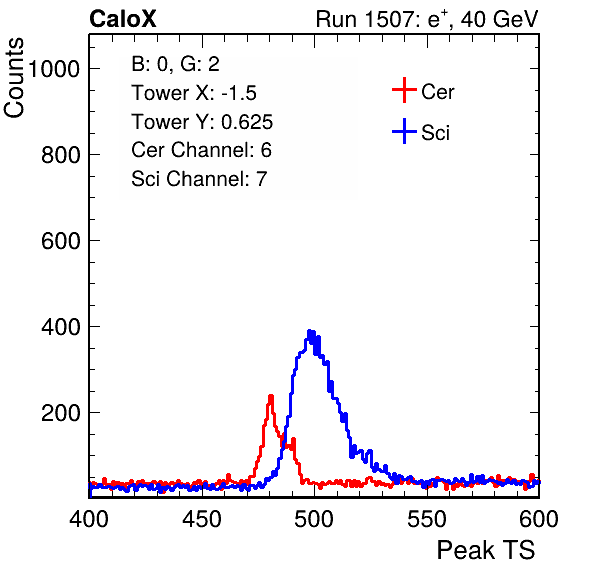 CaloX Run 1507: e⁺, 40 GeV
Counts
B: 0, G: 2
Tower X: -1.5
Tower Y: 0.625
Cer Channel: 6
Sci Channel: 7
Cer
Sci
1000
800
600
400
200
400 450 500 550 600
Peak TS